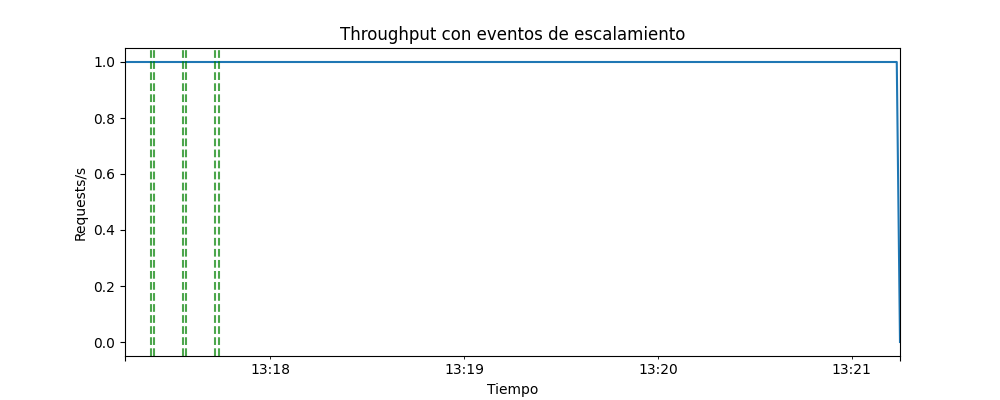 Throughput con eventos de escalamiento
1.0
0.8
0.6
0.4
0.2
0.0
Requests/s
13:18 13:19 13:20 13:21
Tiempo